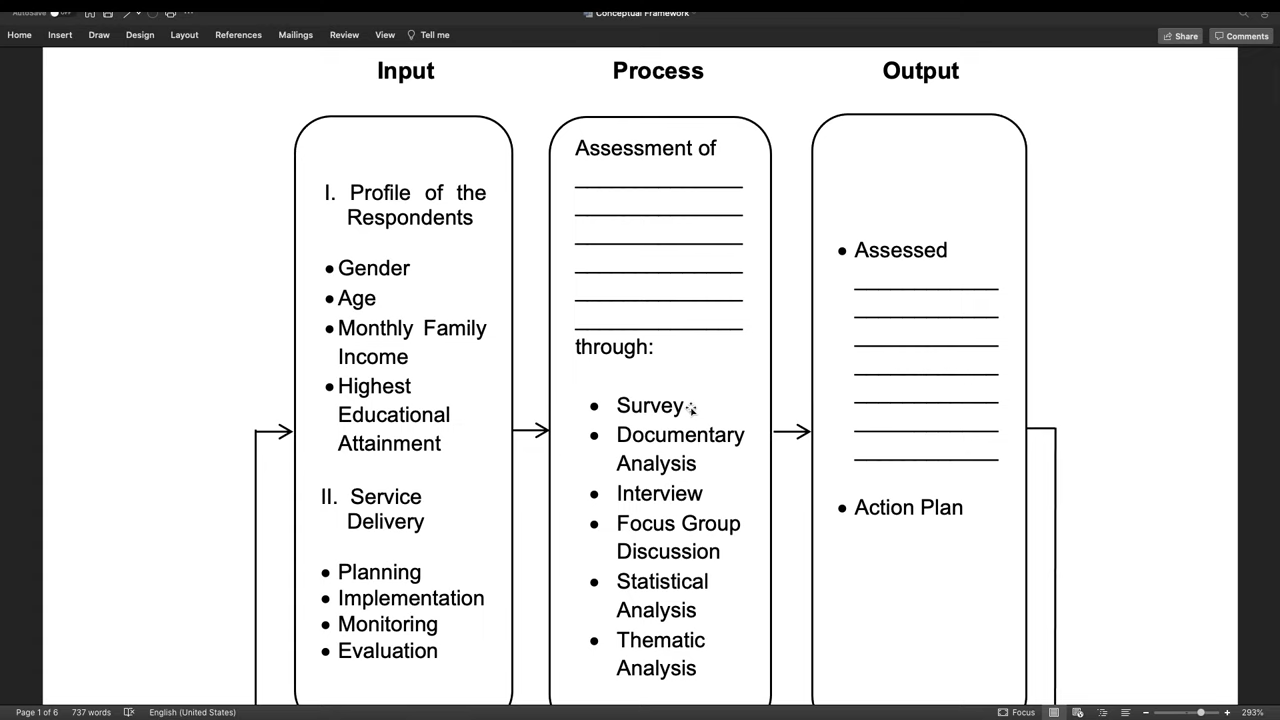 AutoSave OFF
Conceptual Framework
Home Insert Draw Design Layout References Mailings Review View Tell me
Share Comments
Input
Process
Output
I. Profile of the
Respondents
• Gender
• Age
• Monthly Family
Income
• Highest
Educational
Attainment
II. Service
Delivery
• Planning
• Implementation
• Monitoring
• Evaluation
Assessment of
through:
• Survey
• Documentary
Analysis
• Interview
• Focus Group
Discussion
• Statistical
Analysis
• Thematic
Analysis
• Assessed
• Action Plan
Page 1 of 6 737 words English (United States) Focus 293%